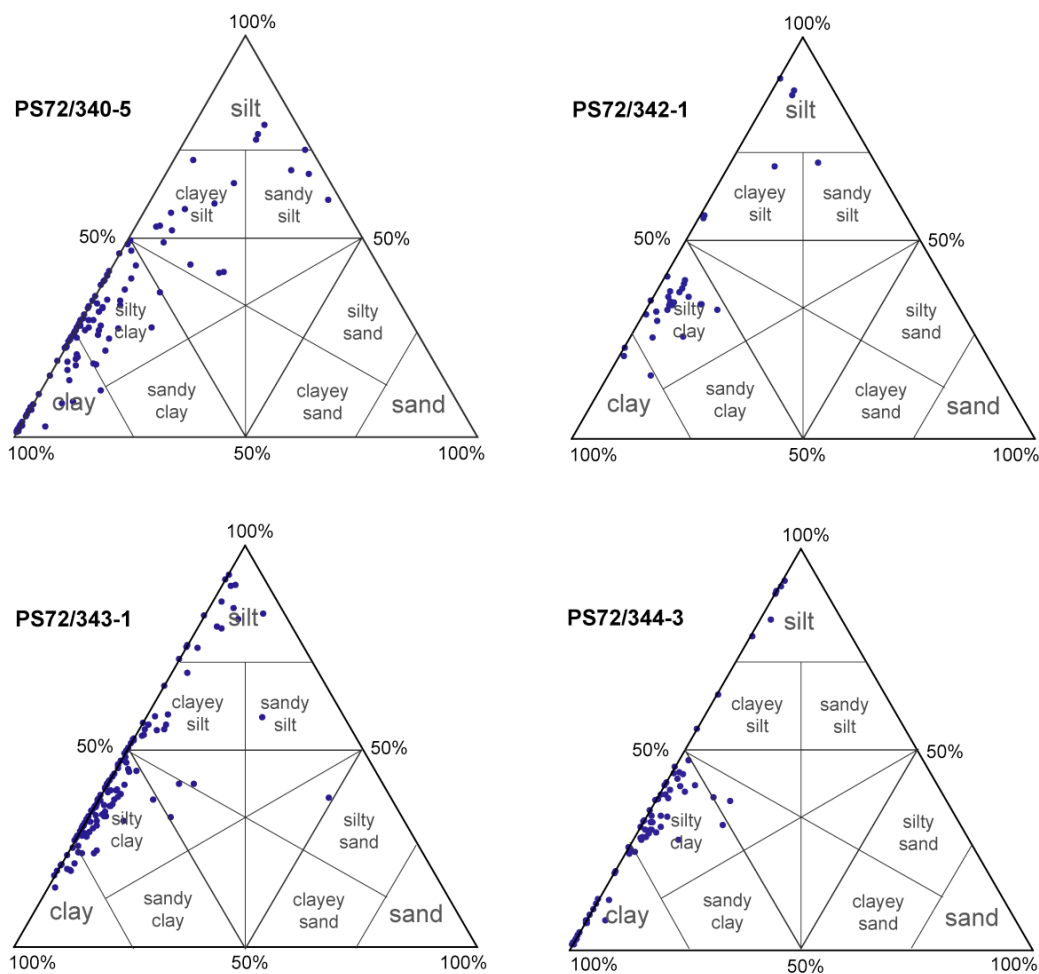 100%
100%
PS72/340-5
silt
PS72/342-1
silt
clayey
silt
sandy
silt
clayey
silt
sandy
silt
50%
50%
50%
50%
silty
clay
silty
sand
silty
clay
silty
sand
clay
sandy
clay
clayey
sand
sand
clay
sandy
clay
clayey
sand
sand
100%
50%
100%
100%
50%
100%
100%
100%
PS72/343-1
silt
PS72/344-3
silt
clayey
silt
sandy
silt
clayey
silt
sandy
silt
50%
50%
50%
50%
silty
clay
silty
sand
silty
clay
silty
sand
clay
sandy
clay
clayey
sand
sand
clay
sandy
clay
clayey
sand
sand
100%
50%
100%
100%
50%
100%